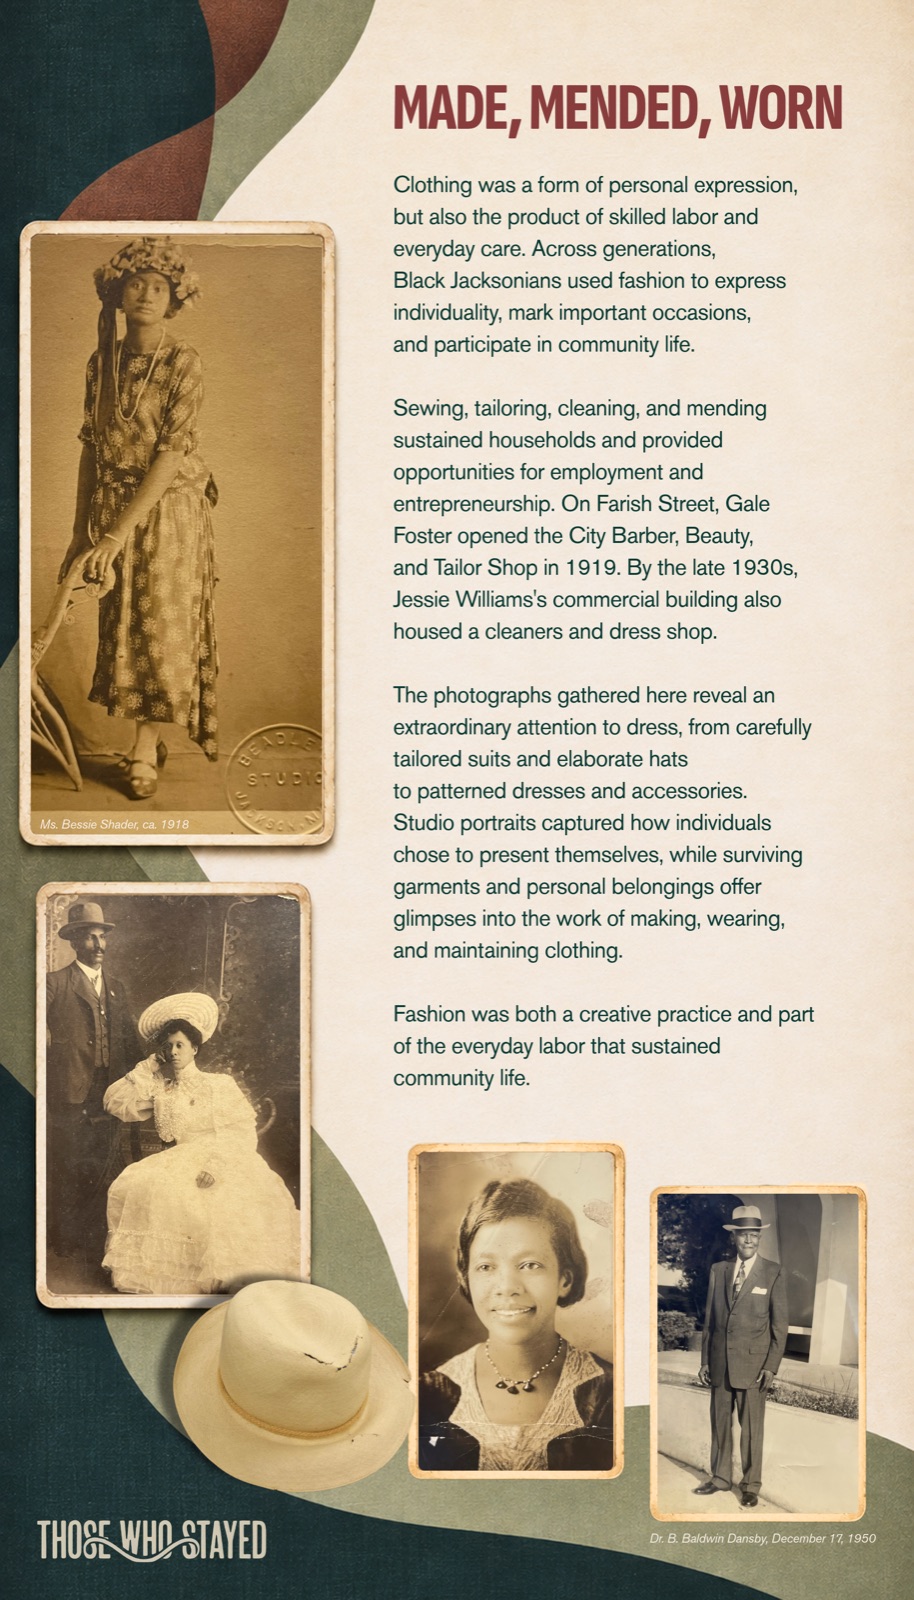 MADE, MENDED, WORN
Clothing was a form of personal expression,
but also the product of skilled labor and
everyday care. Across generations,
Black Jacksonians used fashion to express
individuality, mark important occasions,
and participate in community life.
Sewing, tailoring, cleaning, and mending
sustained households and provided
opportunities for employment and
entrepreneurship. On Farish Street, Gale
Foster opened the City Barber, Beauty,
and Tailor Shop in 1919. By the late 1930s,
Jessie Williams's commercial building also
housed a cleaners and dress shop.
The photographs gathered here reveal an
extraordinary attention to dress, from carefully
tailored suits and elaborate hats
to patterned dresses and accessories.
Studio portraits captured how individuals
chose to present themselves, while surviving
garments and personal belongings offer
glimpses into the work of making, wearing,
and maintaining clothing.
Fashion was both a creative practice and part
of the everyday labor that sustained
community life.
BEADLE
STUDIO
JACKSON-MI
Ms. Bessie Shader, ca. 1918
Dr. B. Baldwin Dansby, December 17, 1950
THOSE WHO STAYED